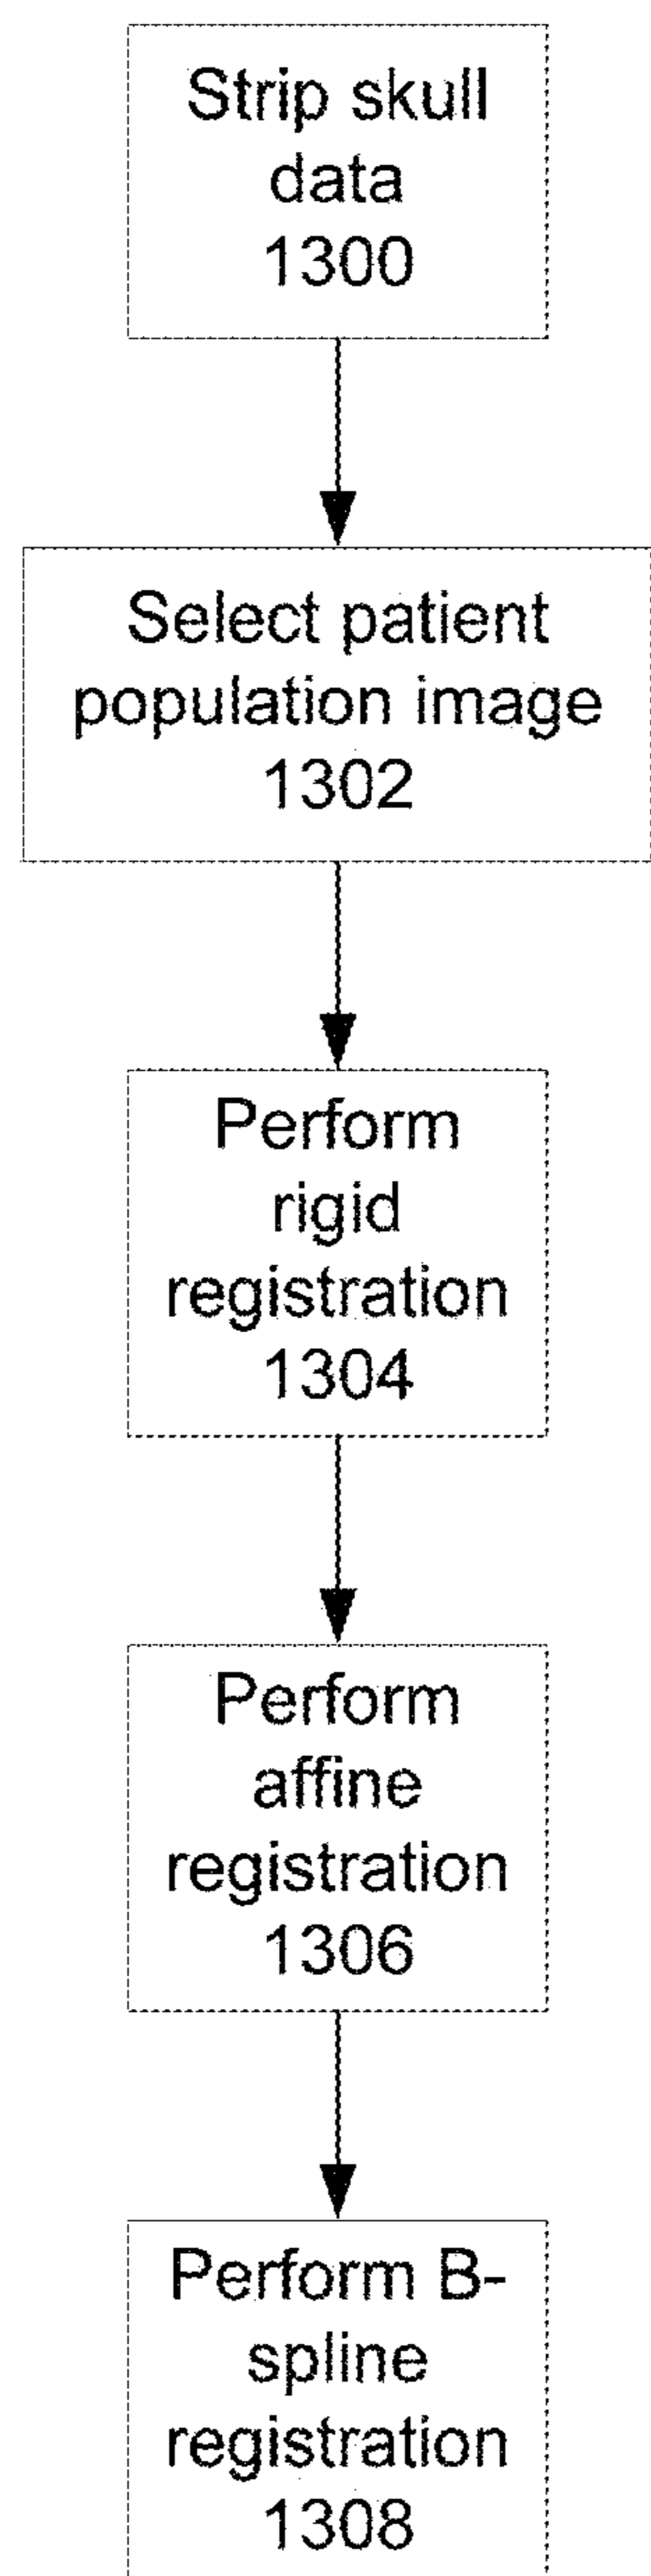 Strip skull
data
1300
Select patient
population image
1302
Perform
rigid
registration
1304
Perform
affine
registration
1306
Perform B-
spline
registration
1308